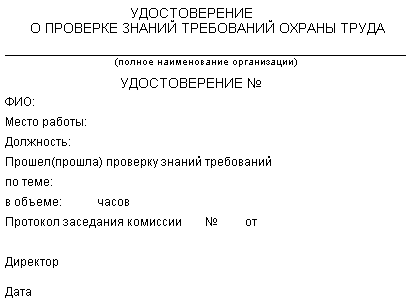 УДОСТОВЕРЕНИЕ
О ПРОВЕРКЕ ЗНАНИЙ ТРЕБОВАНИЙ ОХРАНЫ ТРУДА
(полное наименование организации)
УДОСТОВЕРЕНИЕ №
ФИО:
Место работы:
Должность:
Прошел(прошла) проверку знаний требований
по теме:
в объеме: часов
Протокол заседания комиссии № от
Директор
Дата